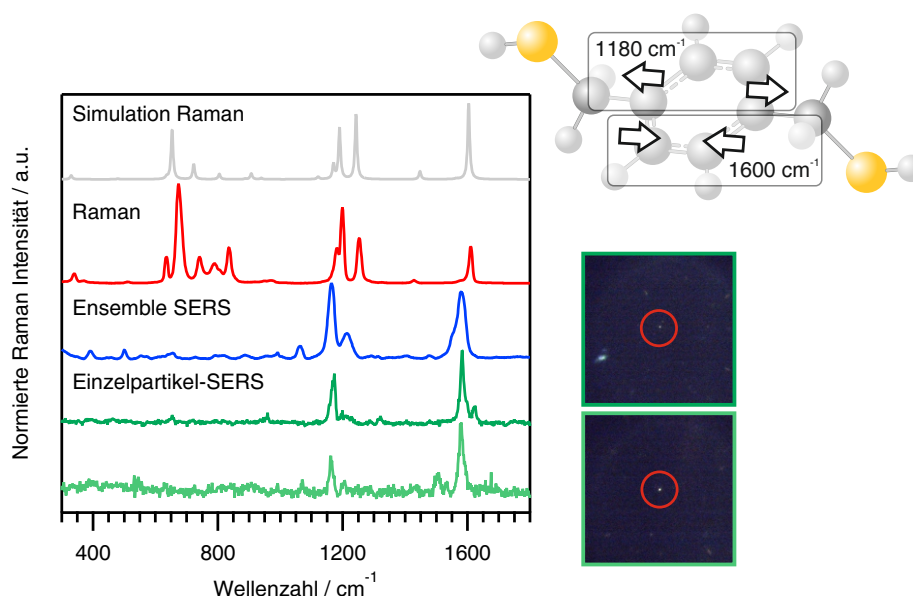 1180 cm⁻¹
1600 cm⁻¹
Normierte Raman Intensität / a.u.
Simulation Raman
Raman
Ensemble SERS
Einzelpartikel-SERS
400 800 1200 1600
Wellenzahl / cm⁻¹